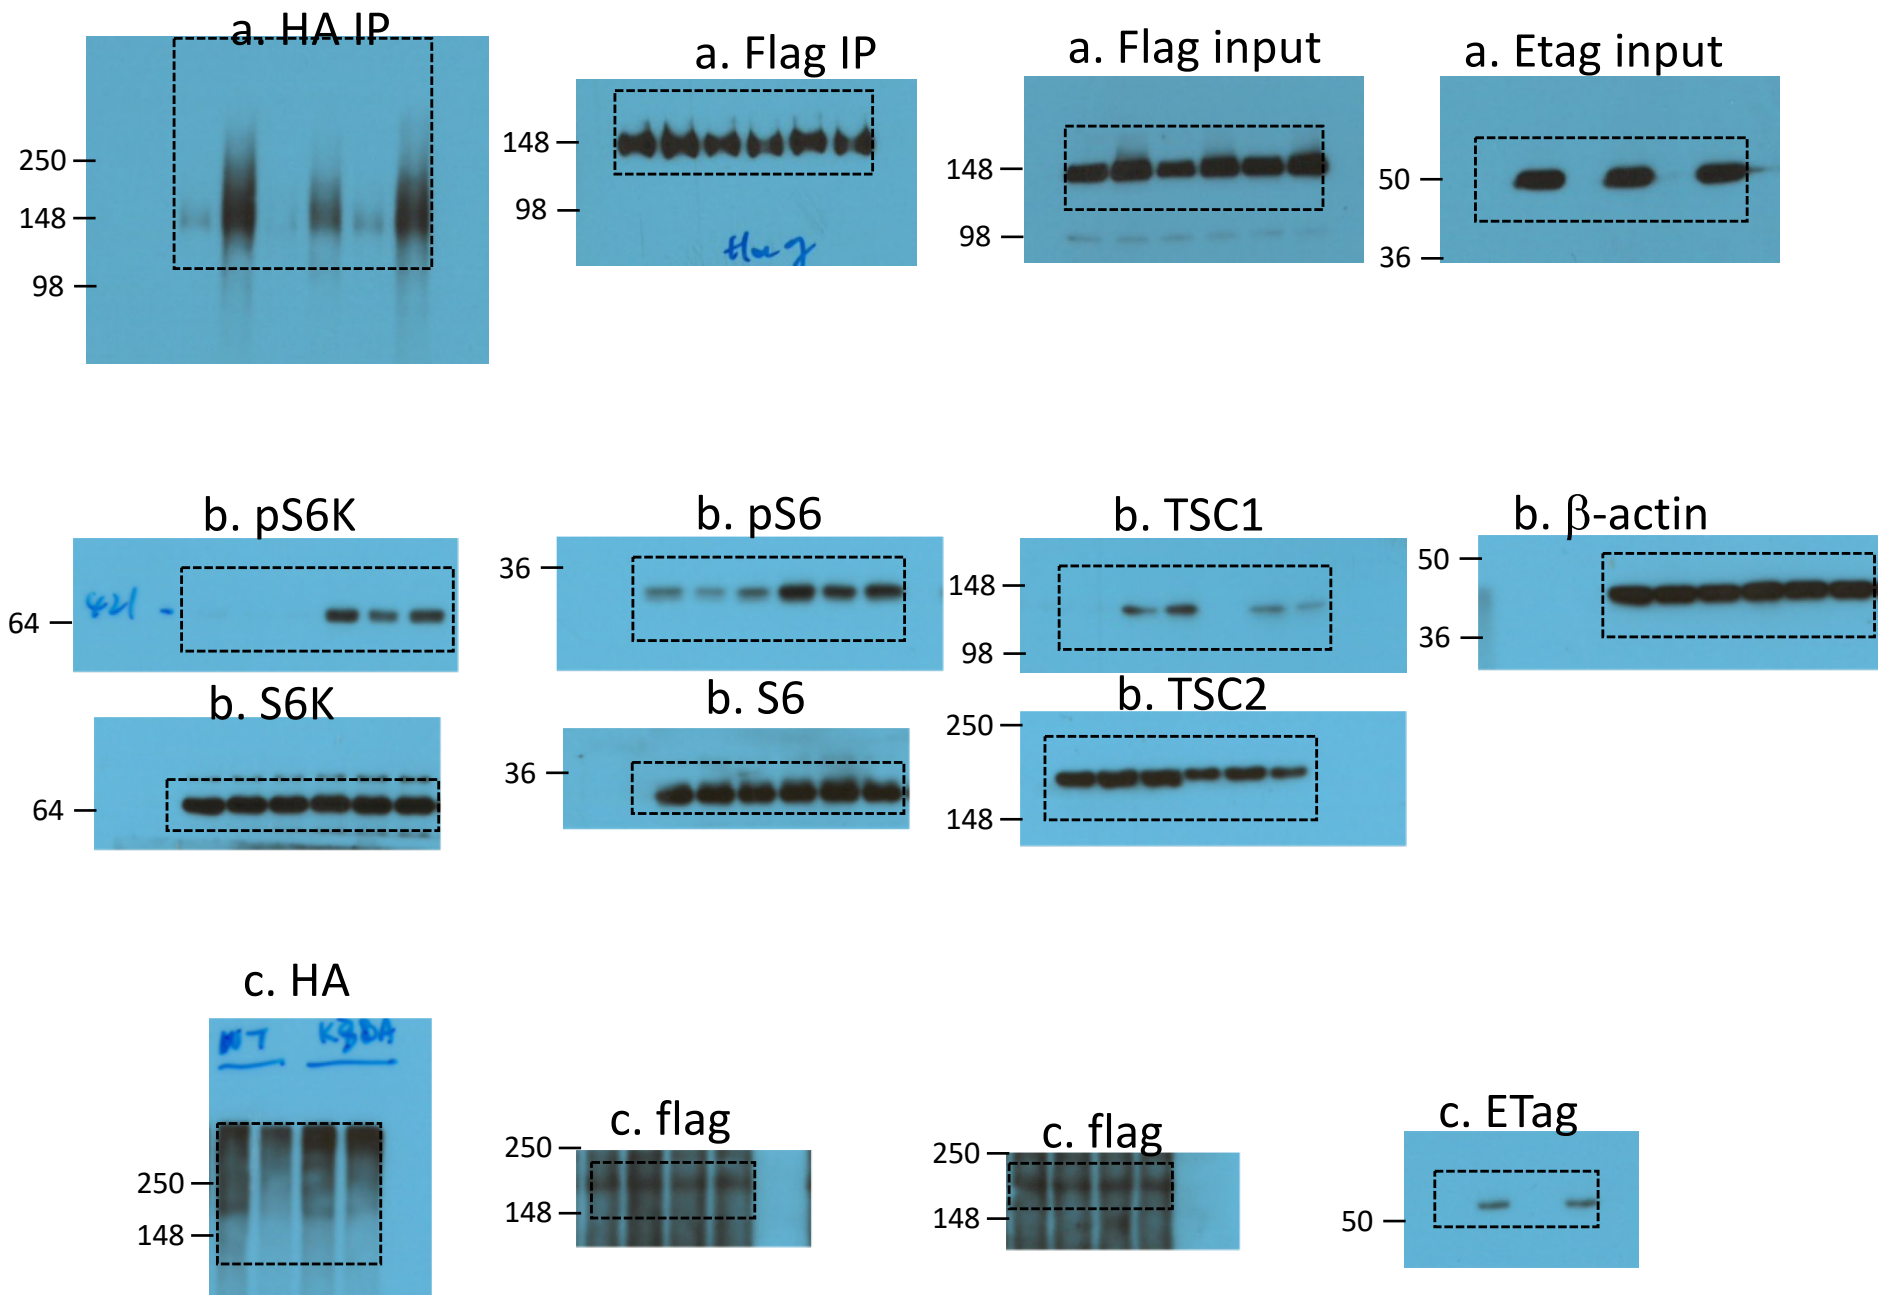 a. HA IP
a. Flag IP
a. Flag input
a. Etag input
250
148
98
148
98
flag
148
98
50
36
b. pS6K
b. pS6
b. TSC1
b. β-actin
64
36
148
98
50
36
b. S6K
b. S6
b. TSC2
64
36
250
148
c. HA
WT
250
148
c. flag
250
148
c. flag
250
148
c. ETag
50